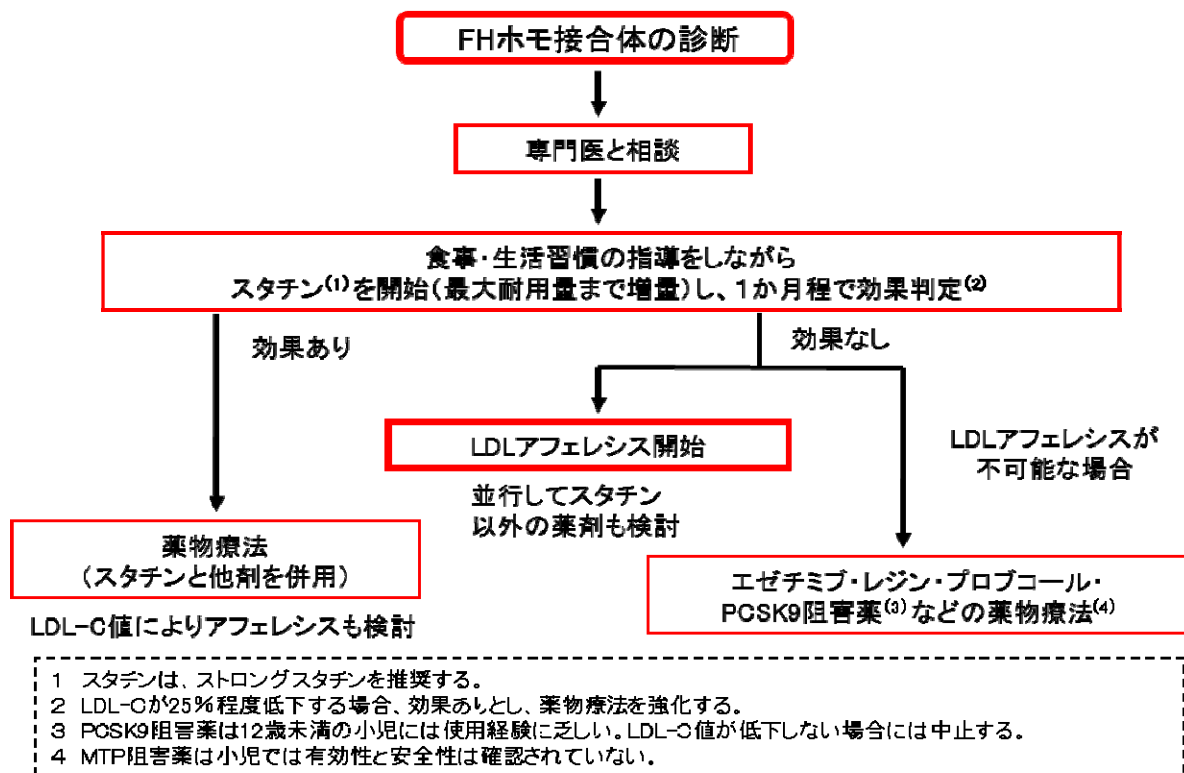 FHホモ接合体の診断
専門医と相談
食事・生活習慣の指導をしながら
スタチン(1)を開始(最大耐用量まで増量)し、1か月程で効果判定(2)
効果あり
効果なし
LDLアフェレシス開始
LDLアフェレシスが
不可能な場合
並行してスタチン
以外の薬剤も検討
薬物療法
(スタチンと他剤を併用)
エゼチミブ・レジン・プロブコール・
PCSK9阻害薬(3)などの薬物療法(4)
LDL-C値によりアフェレシスも検討
1 スタチンは、ストロングスタチンを推奨する。
2 LDL-Cが25%程度低下する場合、効果ありとし、薬物療法を強化する。
3 PCSK9阻害薬は12歳未満の小児には使用経験に乏しい。LDL-C値が低下しない場合には中止する。
4 MTP阻害薬は小児では有効性と安全性は確認されていない。